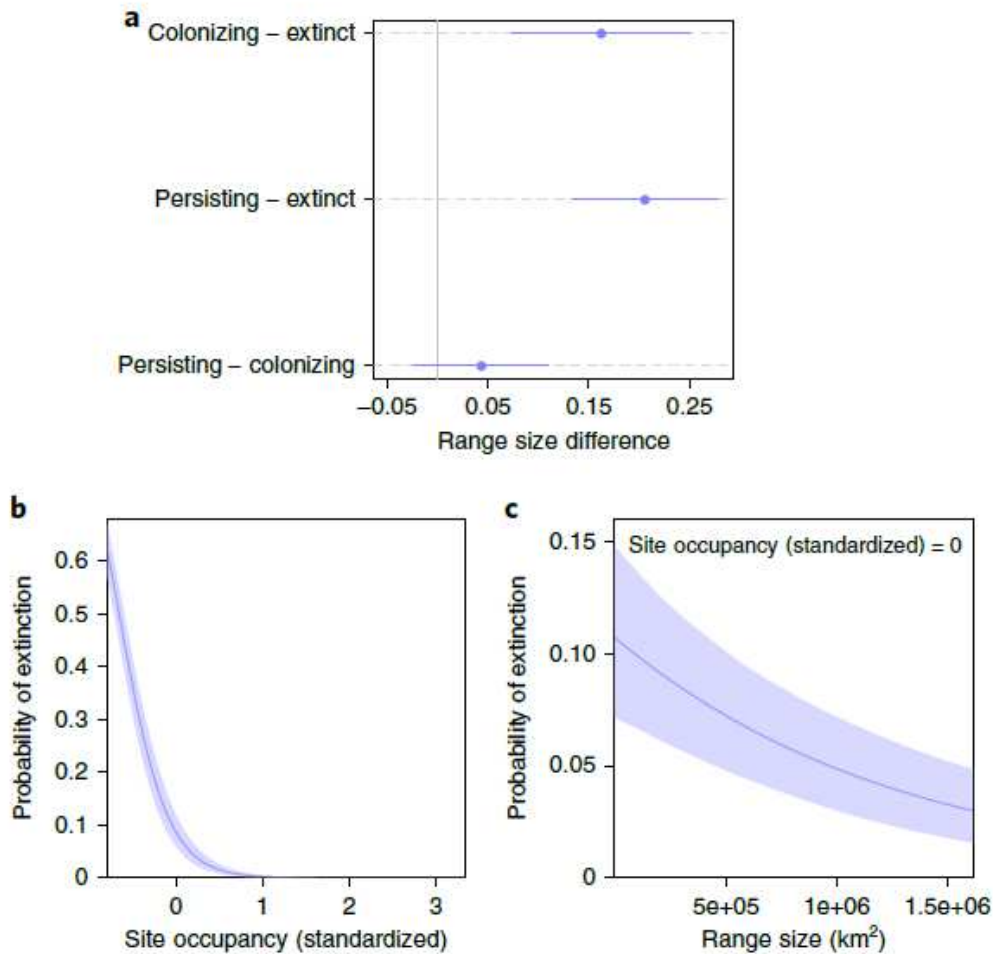 a
Colonizing – extinct
Persisting – extinct
Persisting – colonizing
–0.05 0.05 0.15 0.25
Range size difference
b
0.6
0.5
0.4
0.3
0.2
0.1
0
Probability of extinction
0 1 2 3
Site occupancy (standardized)
c
Site occupancy (standardized) = 0
0.15
0.10
0.05
0
Probability of extinction
5e+05 1e+06 1.5e+06
Range size (km²)